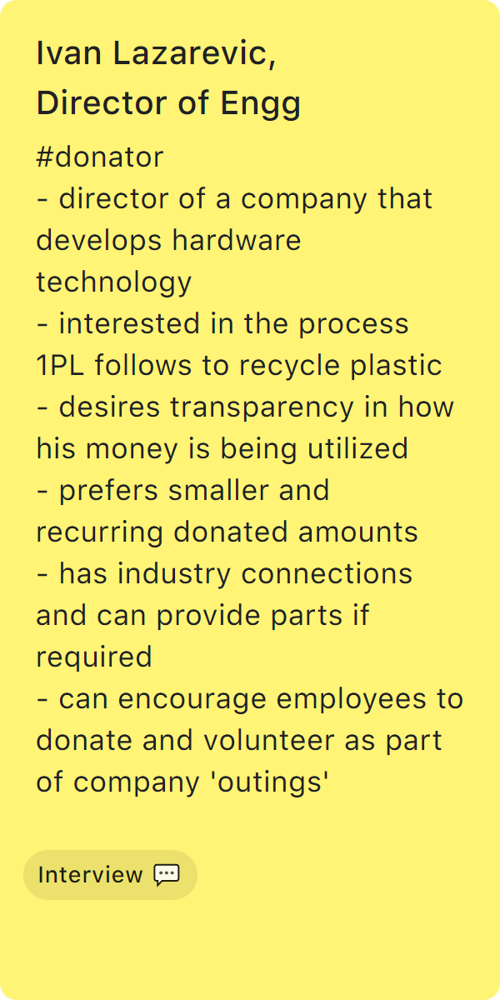 Ivan Lazarevic,
Director of Engg
#donator
- director of a company that
develops hardware
technology
- interested in the process
1PL follows to recycle plastic
- desires transparency in how
his money is being utilized
- prefers smaller and
recurring donated amounts
- has industry connections
and can provide parts if
required
- can encourage employees to
donate and volunteer as part
of company 'outings'
Interview 💬